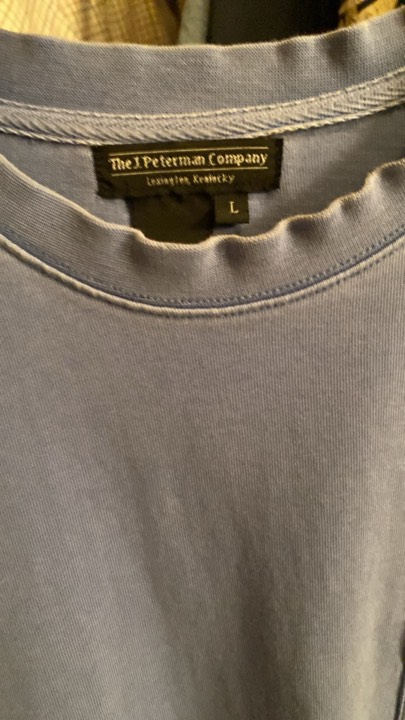 The J. Peterman Company
Lexington, Kentucky
L